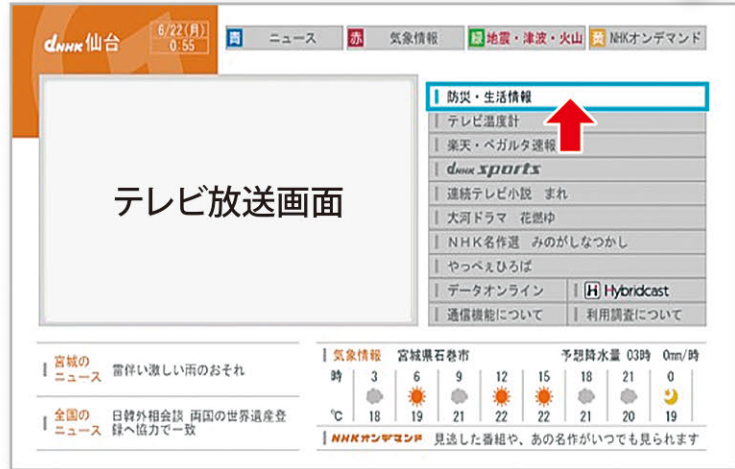 dNHK 仙台
6/22(月)
0:55
青 ニュース
赤 気象情報
緑 地震・津波・火山
黄 NHKオンデマンド
テレビ放送画面
防災・生活情報
テレビ温度計
楽天・ベガルタ速報
dNHK sports
連続テレビ小説 まれ
大河ドラマ 花燃ゆ
NHK名作選 みのがしなつかし
やっぺぇひろば
データオンライン
H Hybridcast
通信機能について
利用調査について
宮城の
ニュース
雷伴い激しい雨のおそれ
全国の
ニュース
日韓外相会談 両国の世界遺産登
録へ協力で一致
気象情報 宮城県石巻市 予想降水量 03時 0mm/時
時 3 6 9 12 15 18 21 0
℃ 18 19 21 22 22 21 20 19
NHKオンデマンド 見逃した番組や、あの名作がいつでも見られます